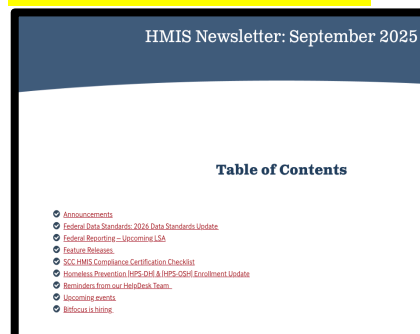 HMIS Newsletter: September 2025
Table of Contents
Announcements
Federal Data Standards: 2026 Data Standards Update
Federal Reporting – Upcoming LSA
Feature Releases
SCC HMIS Compliance Certification Checklist
Homeless Prevention [HPS-DH] & [HPS-OSH] Enrollment Update
Reminders from our HelpDesk Team
Upcoming events
Bitfocus is hiring